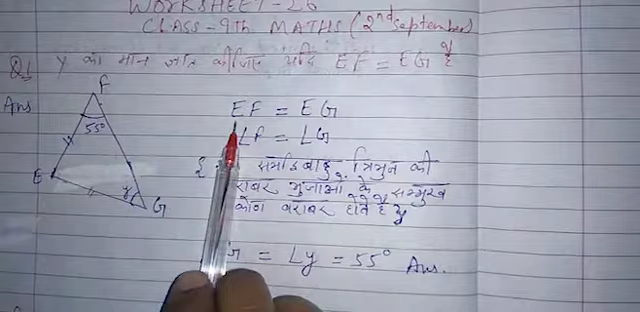 WORKSHEET-26
CLASS-9th MATHS (2nd september)
Q1 y का मान ज्ञात कीजिए यदि EF = EG है
Ans
F
55°
E
y
G
EF = EG
∠F = ∠G
{ : समद्विबाहु त्रिभुज की
बराबर भुजाओं के सम्मुख
कोण बराबर होते है }
= ∠y = 55° Ans.